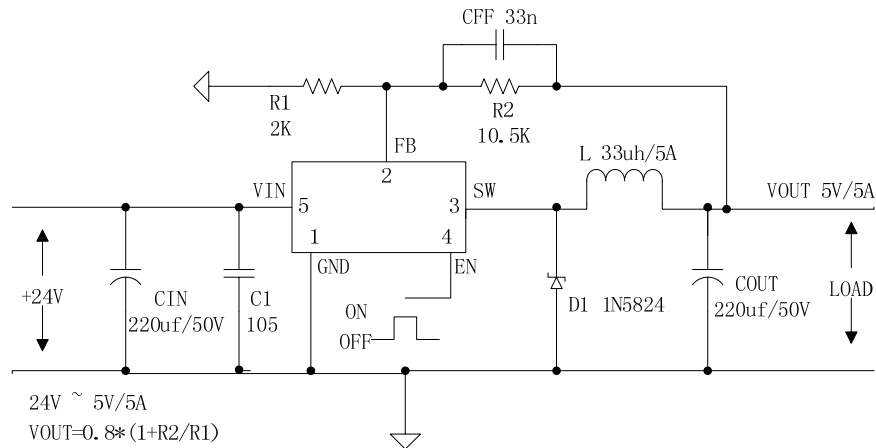 CFF 33n
R1
2K
R2
10.5K
FB
2
L 33uh/5A
VIN
SW
VOUT 5V/5A
5
3
1
4
GND
EN
+24V
CIN
220uf/50V
C1
105
ON
OFF
D1 1N5824
COUT
220uf/50V
LOAD
24V ~ 5V/5A
VOUT=0.8*(1+R2/R1)